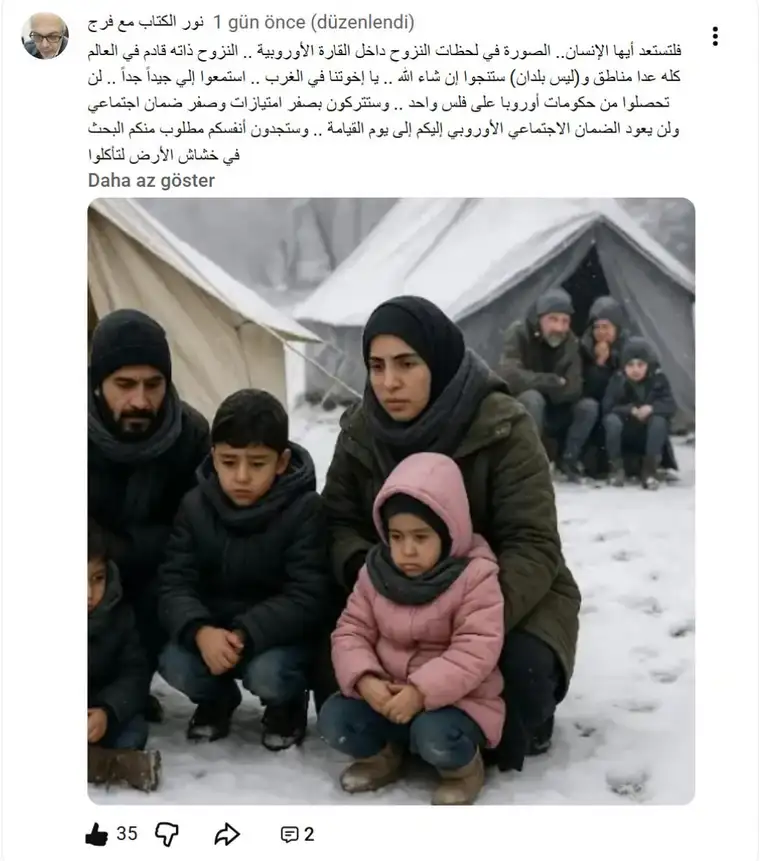 نور الكتاب مع فرج 1 gün önce (düzenlendi)
فلتستعد أيها الإنسان.. الصورة في لحظات النزوح داخل القارة الأوروبية .. النزوح ذاته قادم في العالم
كله عدا مناطق و(ليس بلدان) ستنجوا إن شاء الله .. يا إخوتنا في الغرب .. استمعوا إلي جيداً جداً .. لن
تحصلوا من حكومات أوروبا على فلس واحد .. وستتركون بصفر امتيازات وصفر ضمان اجتماعي
ولن يعود الضمان الاجتماعي الأوروبي إليكم إلى يوم القيامة .. وستجدون أنفسكم مطلوب منكم البحث
في خشاش الأرض لتأكلوا
Daha az göster
35 2